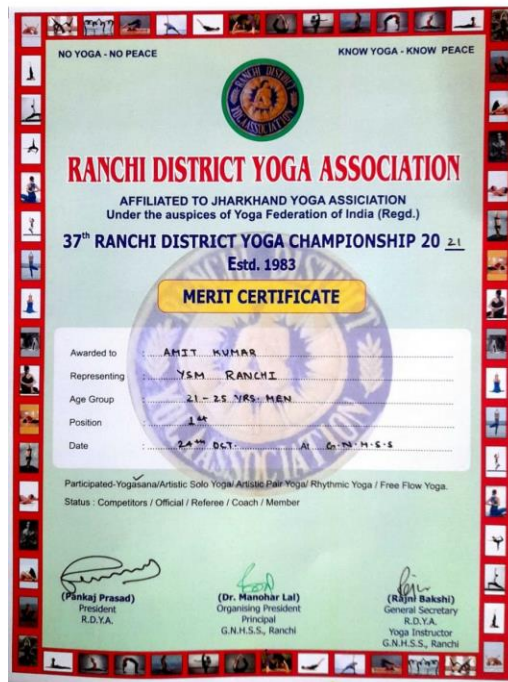 NO YOGA - NO PEACE
KNOW YOGA - KNOW PEACE
RANCHI DISTRICT
YOGA ASSOCIATION
RANCHI DISTRICT YOGA ASSOCIATION
AFFILIATED TO JHARKHAND YOGA ASSICIATION
Under the auspices of Yoga Federation of India (Regd.)
37th RANCHI DISTRICT YOGA CHAMPIONSHIP 20 21
Estd. 1983
MERIT CERTIFICATE
Awarded to : AMIT KUMAR
Representing : YSM RANCHI
Age Group : 21 - 25 YRS. MEN
Position : 1st
Date : 24th OCT. At G.N.H.S.S
Participated-Yogasana/Artistic Solo Yoga/ Artistic Pair Yoga/ Rhythmic Yoga / Free Flow Yoga.
Status : Competitors / Official / Referee / Coach / Member
(Pankaj Prasad)
President
R.D.Y.A.
(Dr. Manohar Lal)
Organising President
Principal
G.N.H.S.S., Ranchi
(Rajni Bakshi)
General Secretary
R.D.Y.A.
Yoga Instructor
G.N.H.S.S., Ranchi